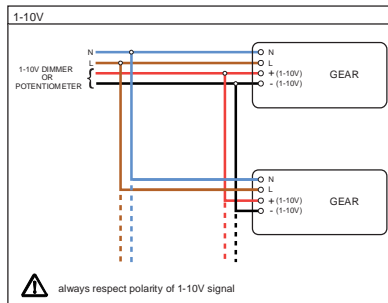 1-10V
N
L
1-10V DIMMER
OR
POTENTIOMETER
N
L
+ (1-10V)
- (1-10V)
GEAR
N
L
+ (1-10V)
- (1-10V)
GEAR
always respect polarity of 1-10V signal